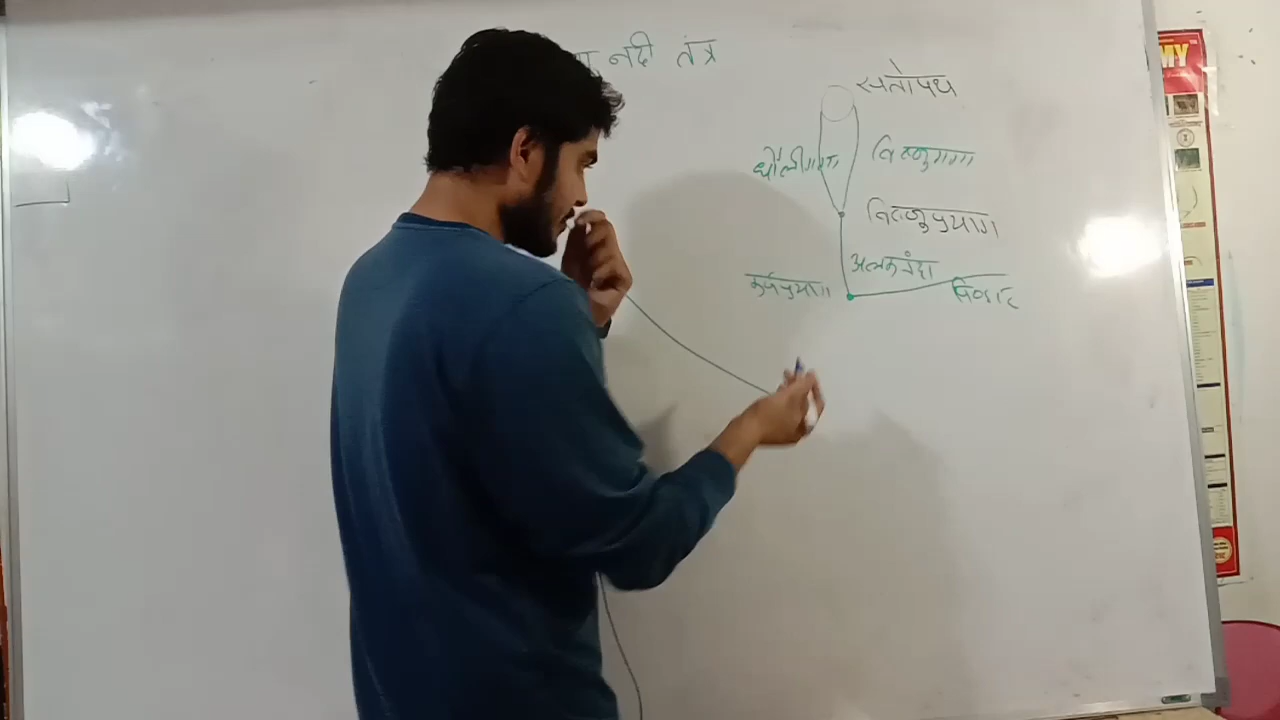 नदी तंत्र
सतोपथ
धौलीगंगा
विष्णुगंगा
विष्णुप्रयाग
अलकनंदा
कर्णप्रयाग
पिण्डर
MY